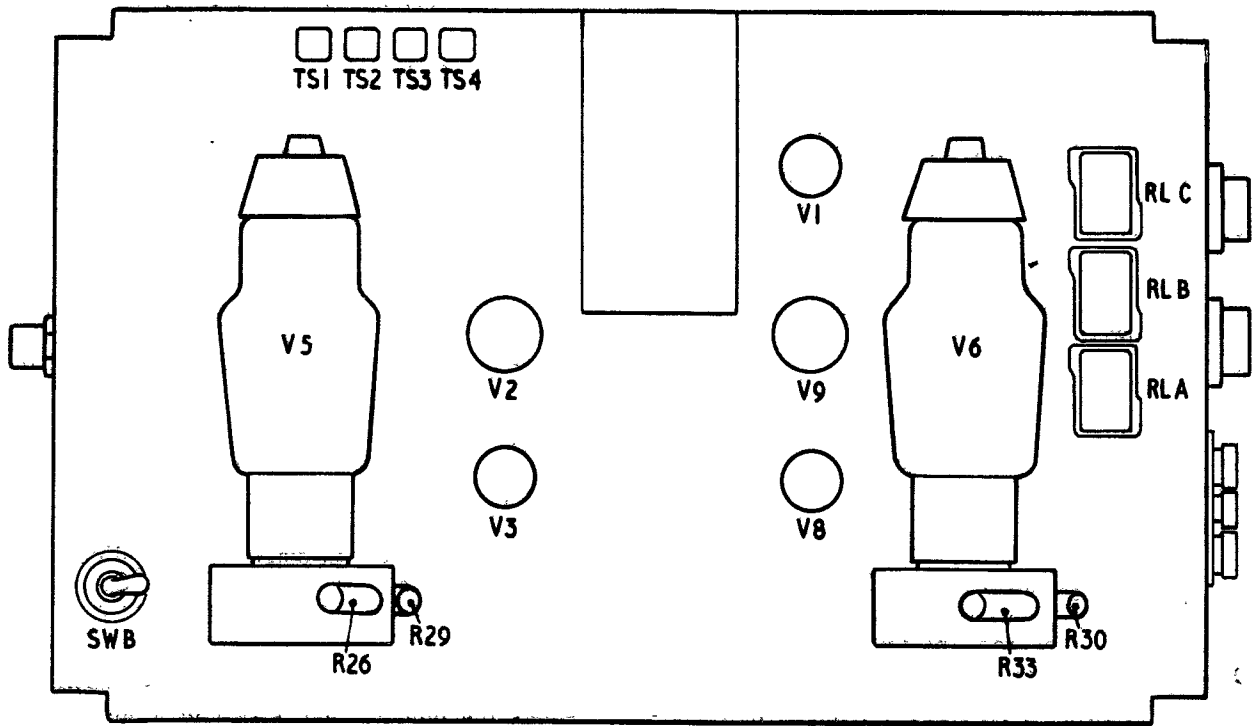 TS1 TS2 TS3 TS4
V1
RL C
RL B
V5
V2
V9
V6
RL A
V3
V8
SWB
R26
R29
R33
R30